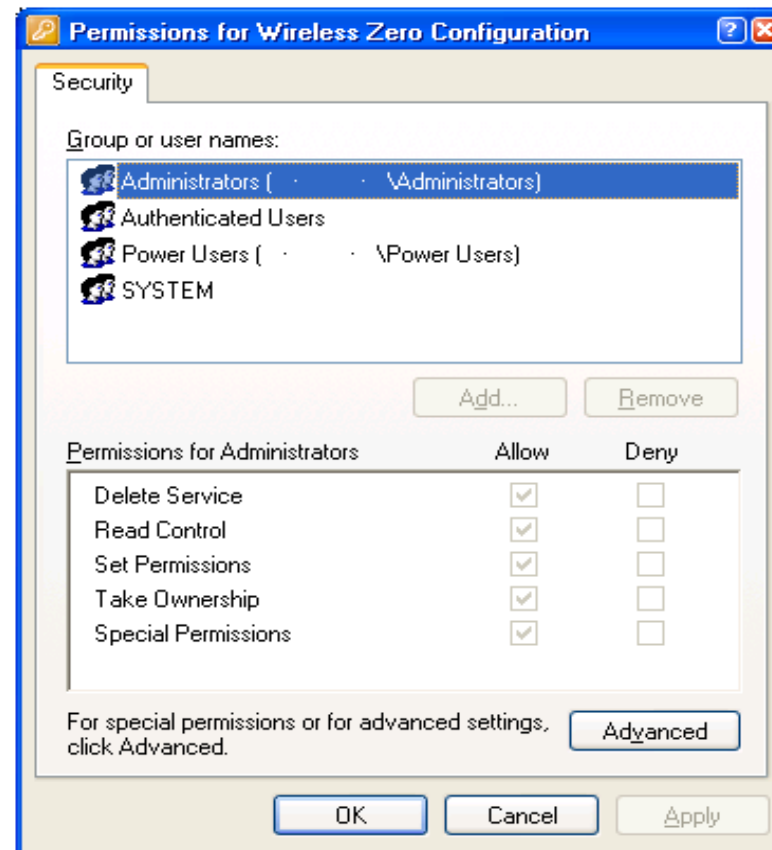 Permissions for Wireless Zero Configuration
Security
Group or user names:
Administrators ( · · \Administrators)
Authenticated Users
Power Users ( · · \Power Users)
SYSTEM
Add... Remove
Permissions for Administrators Allow Deny
Delete Service
Read Control
Set Permissions
Take Ownership
Special Permissions
For special permissions or for advanced settings,
click Advanced.
Advanced
OK Cancel Apply